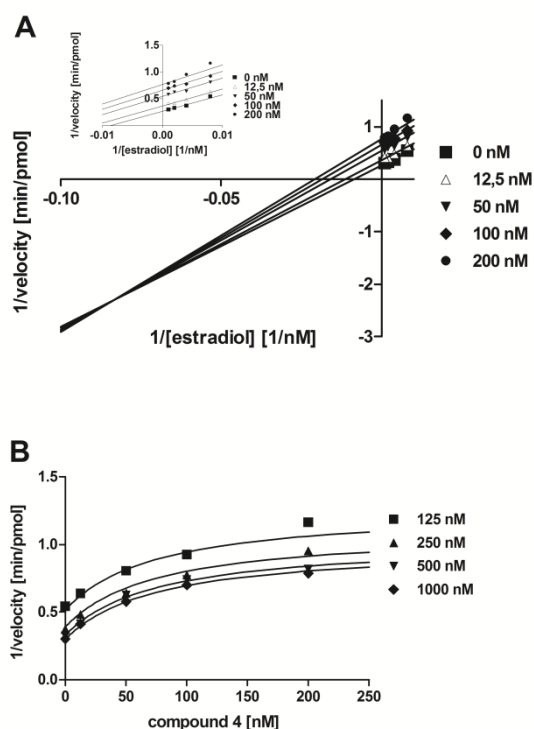 A
1/velocity [min/pmol]
1.5
1.0
0.5
-0.01
0.00
0.01
1/[estradiol] [1/nM]
0 nM
12,5 nM
50 nM
100 nM
200 nM
1/velocity [min/pmol]
1
-0.10
-0.05
-1
-2
-3
1/[estradiol] [1/nM]
0 nM
12,5 nM
50 nM
100 nM
200 nM
B
1/velocity [min/pmol]
1.5
1.0
0.5
0.0
0
50
100
150
200
250
compound 4 [nM]
125 nM
250 nM
500 nM
1000 nM